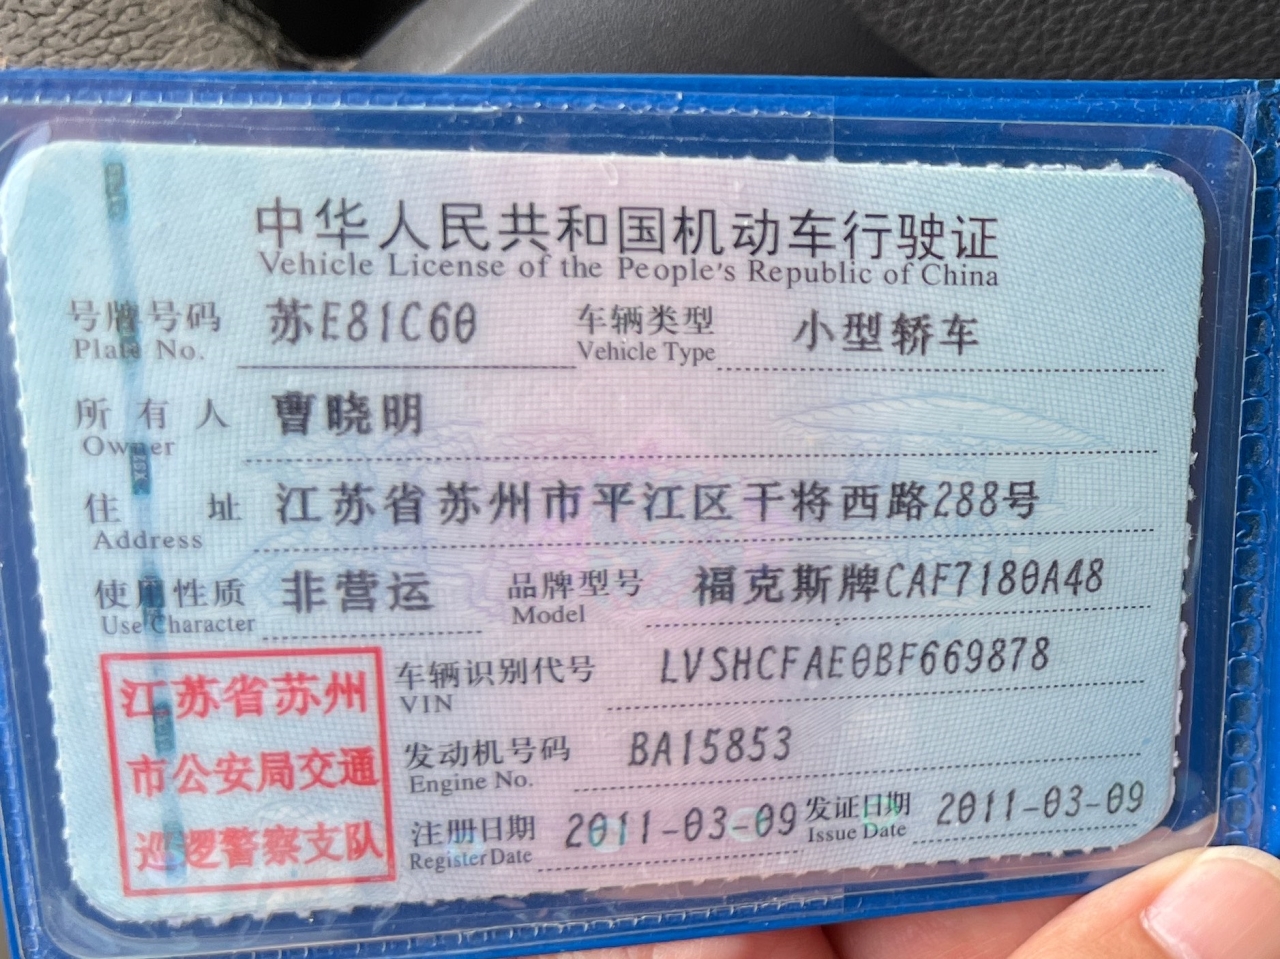 中华人民共和国机动车行驶证
Vehicle License of the People's Republic of China
号牌号码 苏E81C60 车辆类型 小型轿车
Plate No. Vehicle Type
所有人 曹晓明
Owner
住址 江苏省苏州市平江区干将西路288号
Address
使用性质 非营运 品牌型号 福克斯牌CAF7180A48
Use Character Model
车辆识别代号 LVSHCFAE0BF669878
VIN
发动机号码 BA15853
Engine No.
注册日期 2011-03-09 发证日期 2011-03-09
Register Date Issue Date
江苏省苏州
市公安局交通
巡逻警察支队